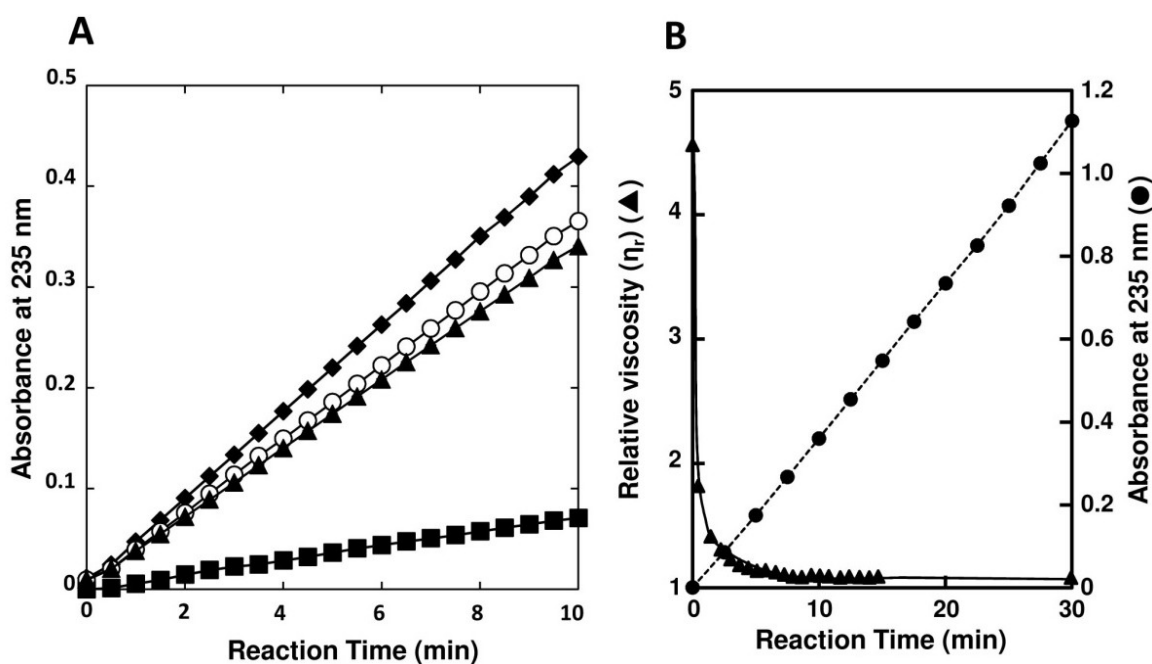 A
0.5
0.4
0.3
0.2
0.1
0
0 2 4 6 8 10
Absorbance at 235 nm
Reaction Time (min)
B
5
4
3
2
1
Relative viscosity (ηr) (▲)
1.2
1.0
0.8
0.6
0.4
0.2
0
Absorbance at 235 nm (●)
0 10 20 30
Reaction Time (min)